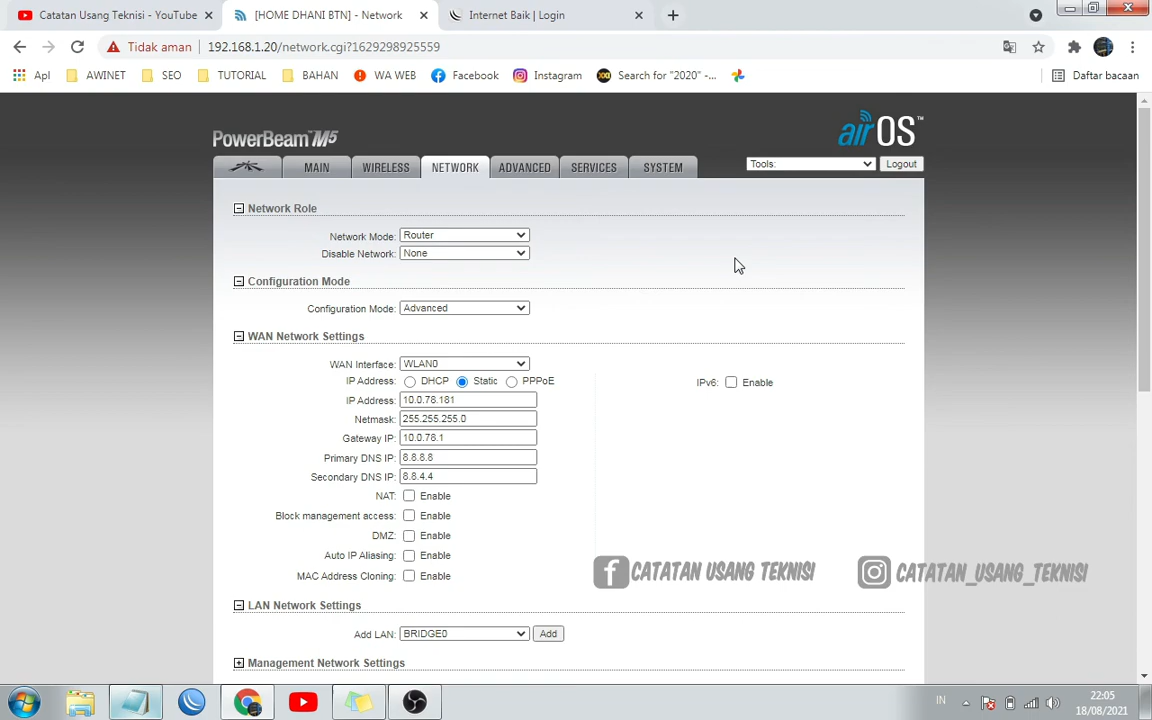 Catatan Usang Teknisi - YouTube
[HOME DHANI BTN] - Network
Internet Baik | Login
Tidak aman
192.168.1.20/network.cgi?1629298925559
Apl
AWINET
SEO
TUTORIAL
BAHAN
WA WEB
Facebook
Instagram
Search for "2020" -...
Daftar bacaan
PowerBeam™M5
airOS™
MAIN
WIRELESS
NETWORK
ADVANCED
SERVICES
SYSTEM
Tools:
Logout
Network Role
Network Mode: Router
Disable Network: None
Configuration Mode
Configuration Mode: Advanced
WAN Network Settings
WAN Interface: WLAN0
IP Address: DHCP Static PPPoE
IPv6: Enable
IP Address: 10.0.78.181
Netmask: 255.255.255.0
Gateway IP: 10.0.78.1
Primary DNS IP: 8.8.8.8
Secondary DNS IP: 8.8.4.4
NAT: Enable
Block management access: Enable
DMZ: Enable
Auto IP Aliasing: Enable
MAC Address Cloning: Enable
CATATAN USANG TEKNISI
CATATAN_USANG_TEKNISI
LAN Network Settings
Add LAN: BRIDGE0 Add
Management Network Settings
IN
22:05
18/08/2021